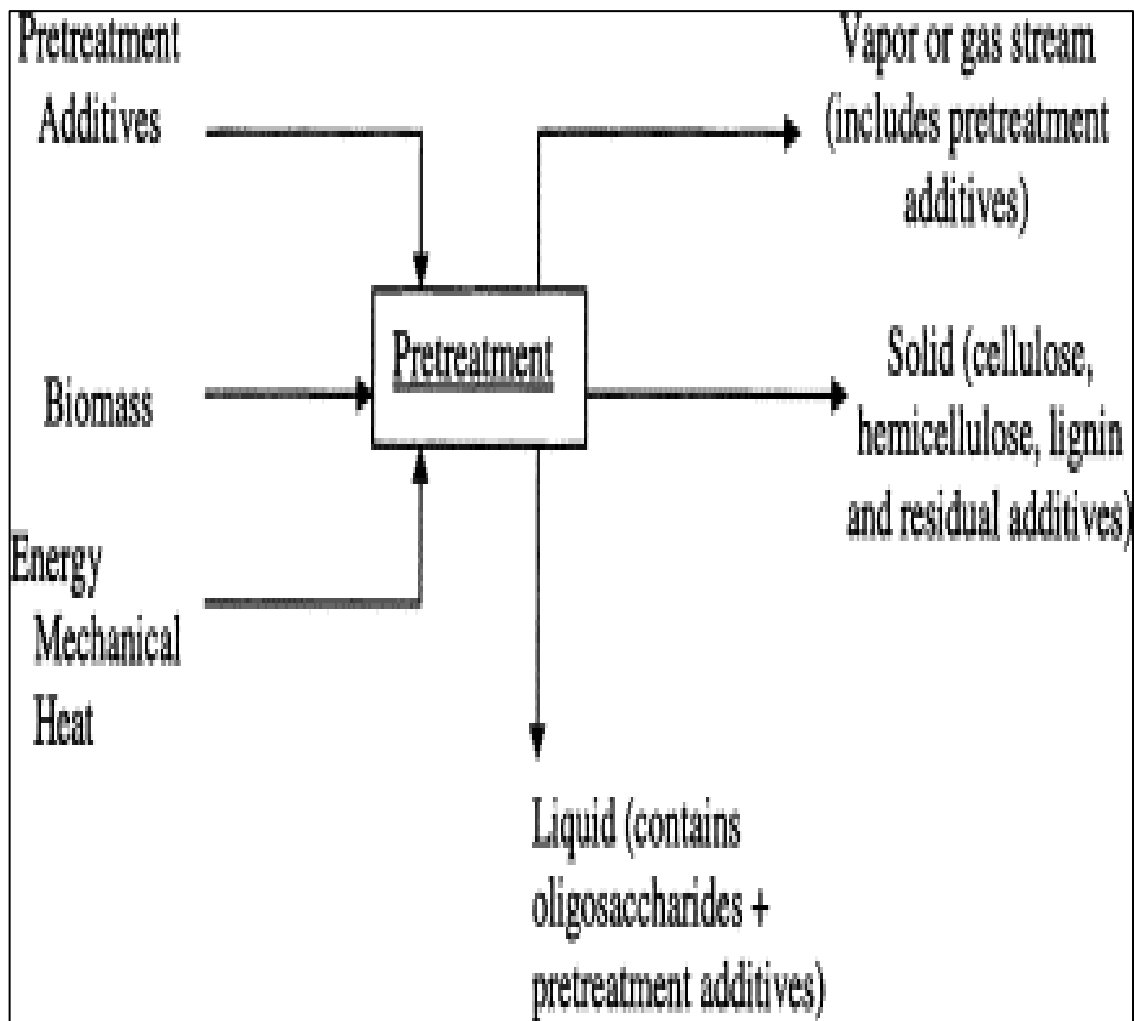 Pretreatment
Additives
Vapor or gas stream
(includes pretreatment
additives)
Pretreatment
Biomass
Solid (cellulose,
hemicellulose, lignin
and residual additives)
Energy
Mechanical
Heat
Liquid (contains
oligosaccharides +
pretreatment additives)